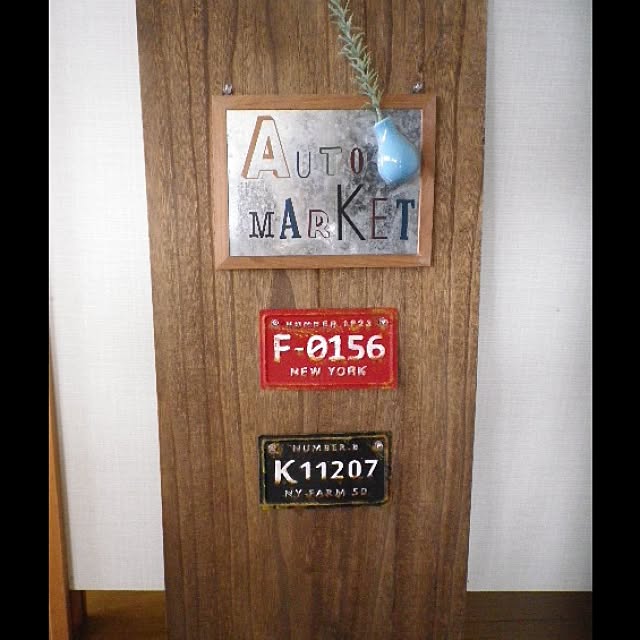 AUTO
MARKET
NUMBER 1923
F-0156
NEW YORK
NUMBER.8
K11207
NY FARM 50